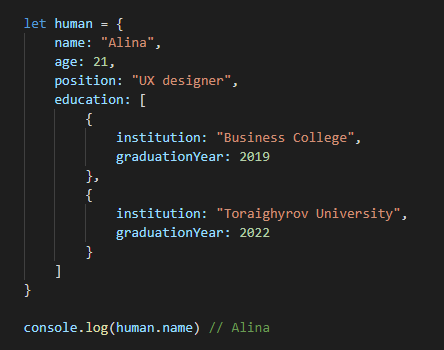 let human = {
    name: "Alina",
    age: 21,
    position: "UX designer",
    education: [
        {
            institution: "Business College",
            graduationYear: 2019
        },
        {
            institution: "Toraighyrov University",
            graduationYear: 2022
        }
    ]
}

console.log(human.name) // Alina